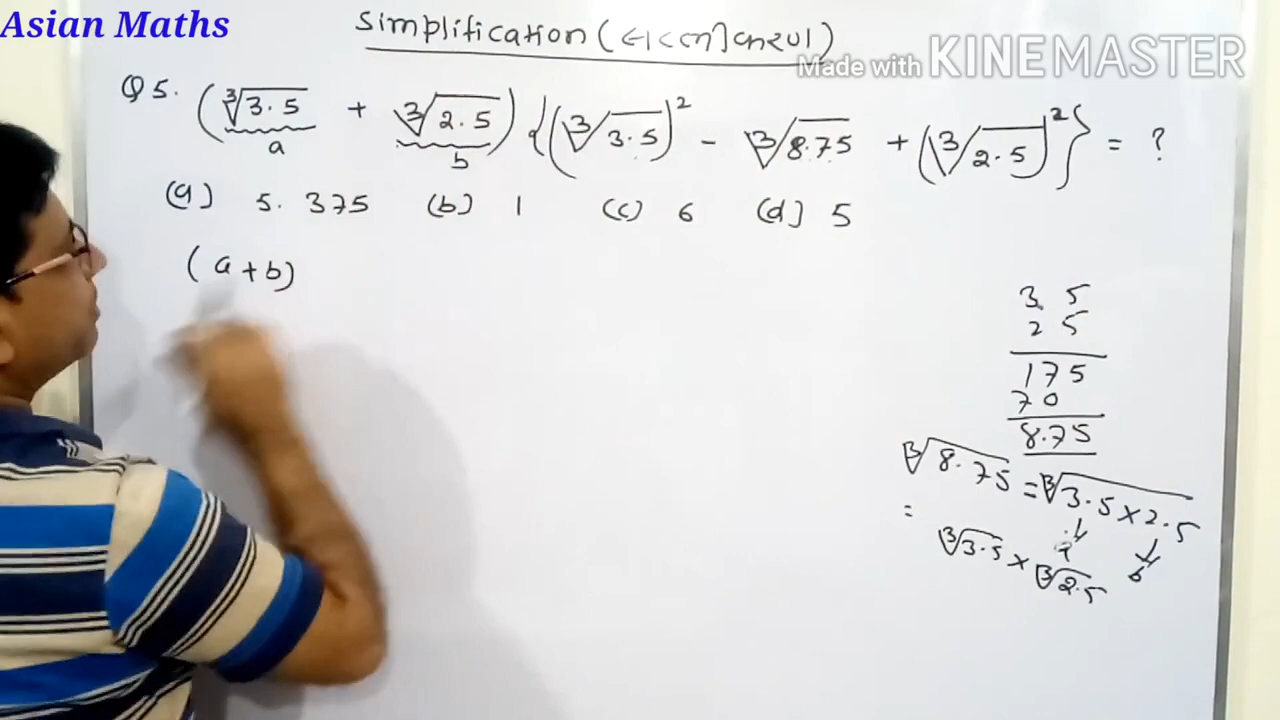 Asian Maths
Simplification (
Made with KINEMASTER
Q5. (∛3.5 + ∛2.5) {(∛3.5)² - ∛8.75 + (∛2.5)²} = ?
a b
(a) 5.375 (b) 1 (c) 6 (d) 5
(a+b)
3 5
2 5
175
70
8.75
∛8.75 = ∛3.5×2.5
= ∛3.5 × ∛2.5
a b